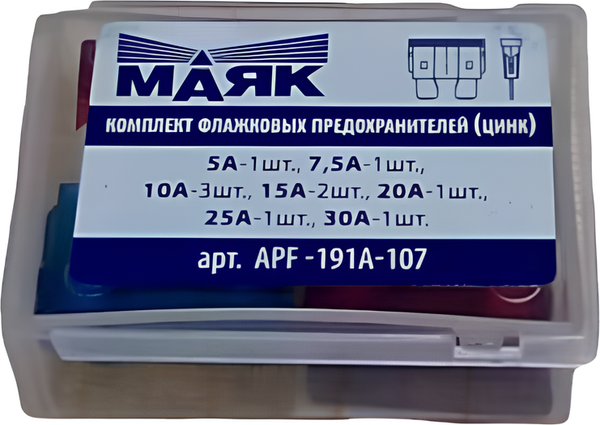 МАЯК
КОМПЛЕКТ ФЛАЖКОВЫХ ПРЕДОХРАНИТЕЛЕЙ (ЦИНК)
5А-1шт., 7,5А-1шт.,
10А-3шт., 15А-2шт., 20А-1шт.,
25А-1шт., 30А-1шт.
арт. APF -191A-107